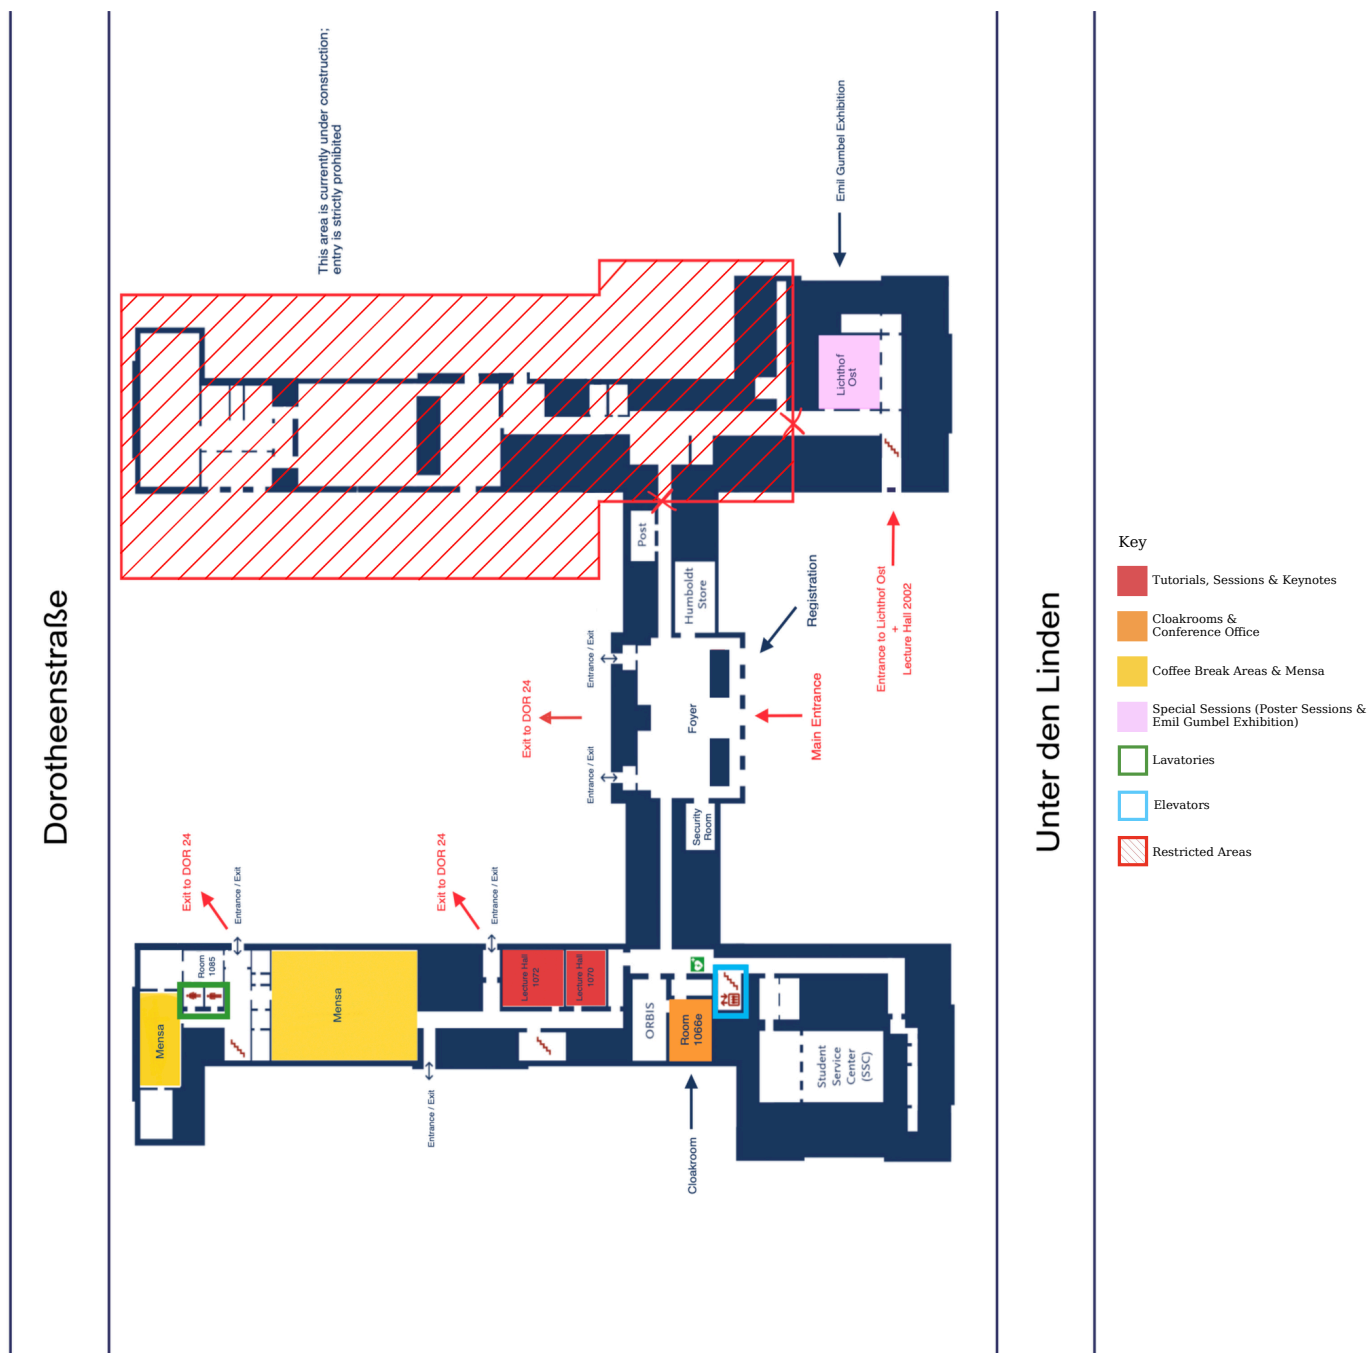 This area is currently under construction;
entry is strictly prohibited
Emil Gumbel Exhibition
Lichthof
Ost
Dorotheenstraße
Unter den Linden
Post
Humboldt
Store
Registration
Entrance to Lichthof Ost
+
Lecture Hall 2002
Entrance / Exit
Exit to DOR 24
Foyer
Main Entrance
Entrance / Exit
Security
Room
Exit to DOR 24
Entrance / Exit
Exit to DOR 24
Entrance / Exit
Room
1085
Mensa
Mensa
Lecture Hall
1072
Lecture Hall
1070
ORBIS
Room
1066e
Student
Service
Center
(SSC)
Entrance / Exit
Cloakroom
Key
Tutorials, Sessions & Keynotes
Cloakrooms &
Conference Office
Coffee Break Areas & Mensa
Special Sessions (Poster Sessions &
Emil Gumbel Exhibition)
Lavatories
Elevators
Restricted Areas